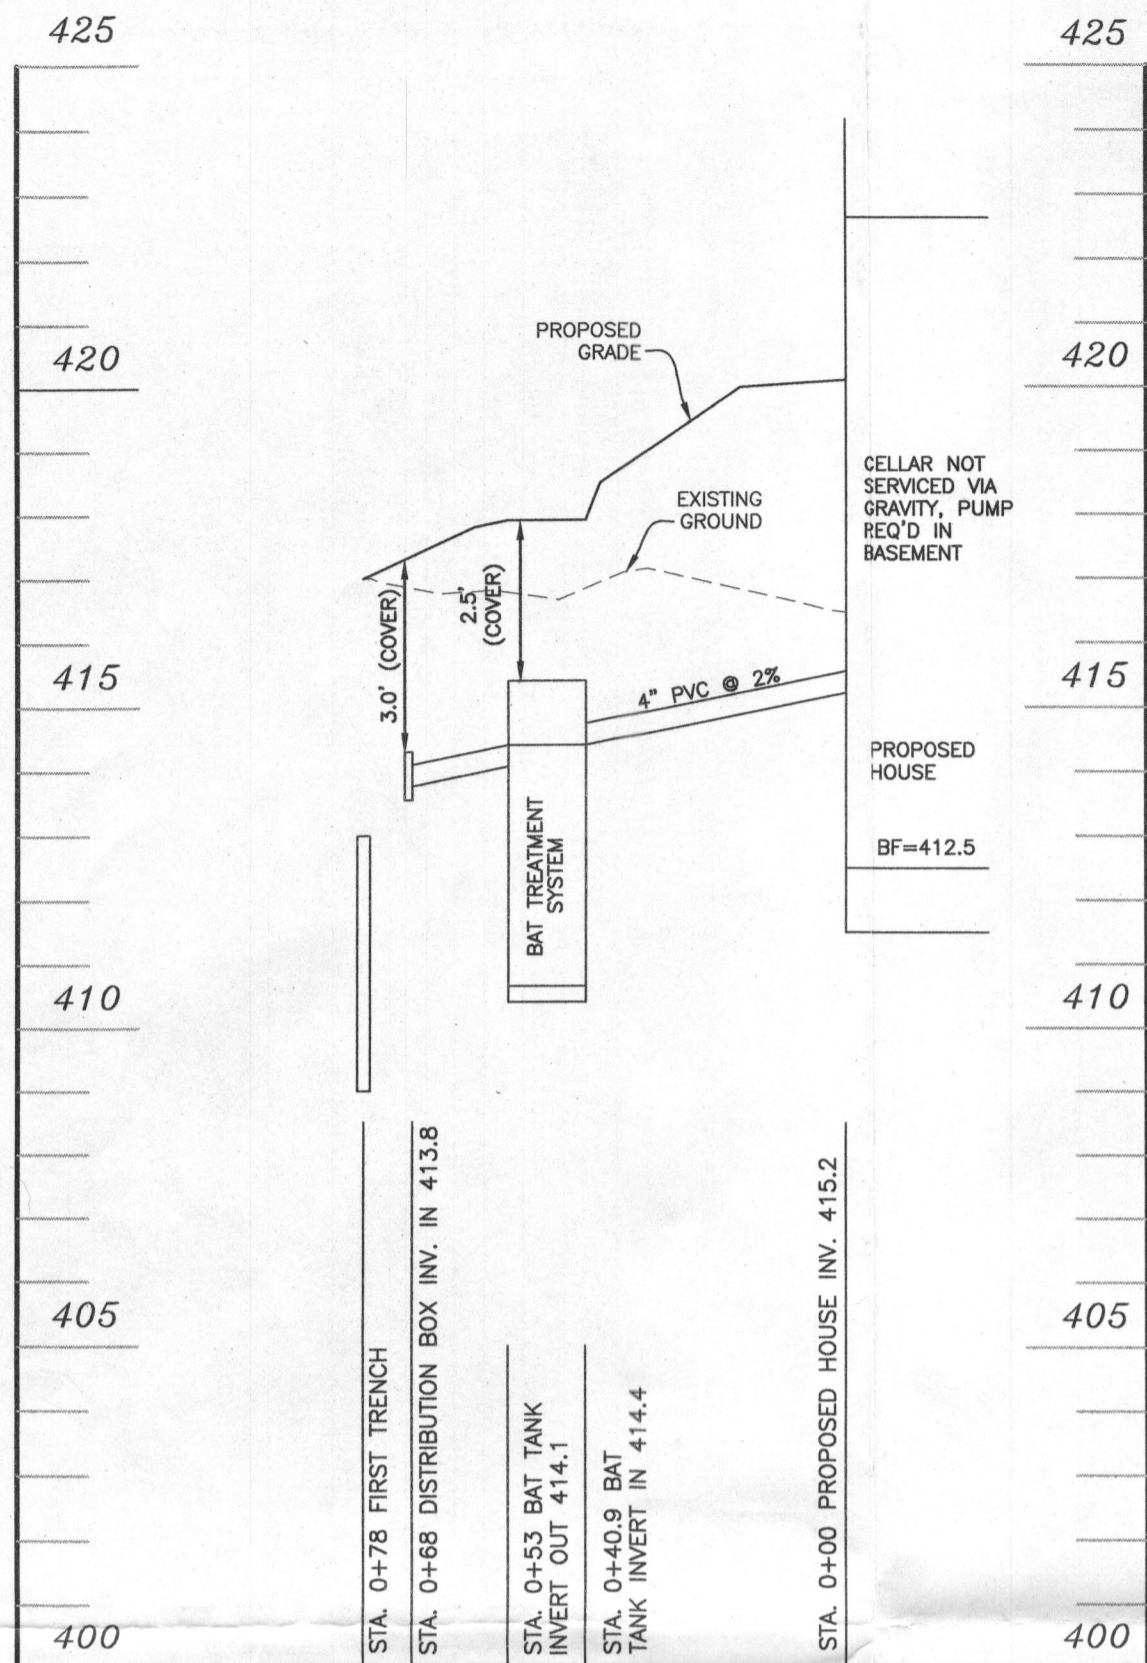 425
425
PROPOSED
GRADE
420
420
CELLAR NOT
SERVICED VIA
GRAVITY, PUMP
REQ'D IN
BASEMENT
EXISTING
GROUND
3.0' (COVER)
2.5'
(COVER)
415
415
4" PVC @ 2%
PROPOSED
HOUSE
BAT TREATMENT
SYSTEM
BF=412.5
410
410
405
405
STA. 0+78 FIRST TRENCH
STA. 0+68 DISTRIBUTION BOX INV. IN 413.8
STA. 0+53 BAT TANK
INVERT OUT 414.1
STA. 0+40.9 BAT
TANK INVERT IN 414.4
STA. 0+00 PROPOSED HOUSE INV. 415.2
400
400